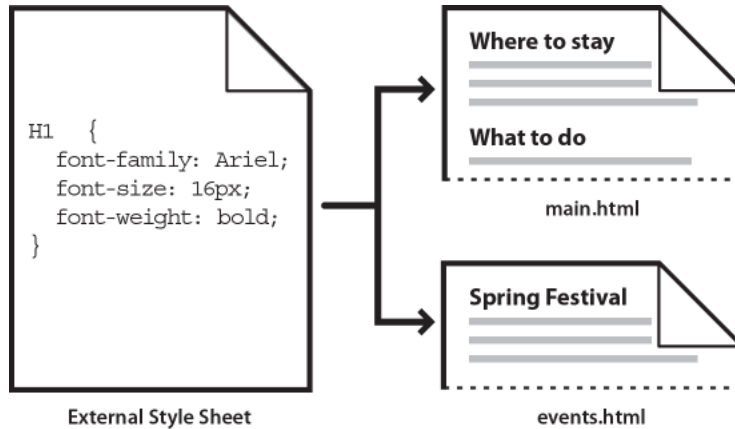 H1 {
font-family: Ariel;
font-size: 16px;
font-weight: bold;
}
External Style Sheet
Where to stay
What to do
main.html
Spring Festival
events.html